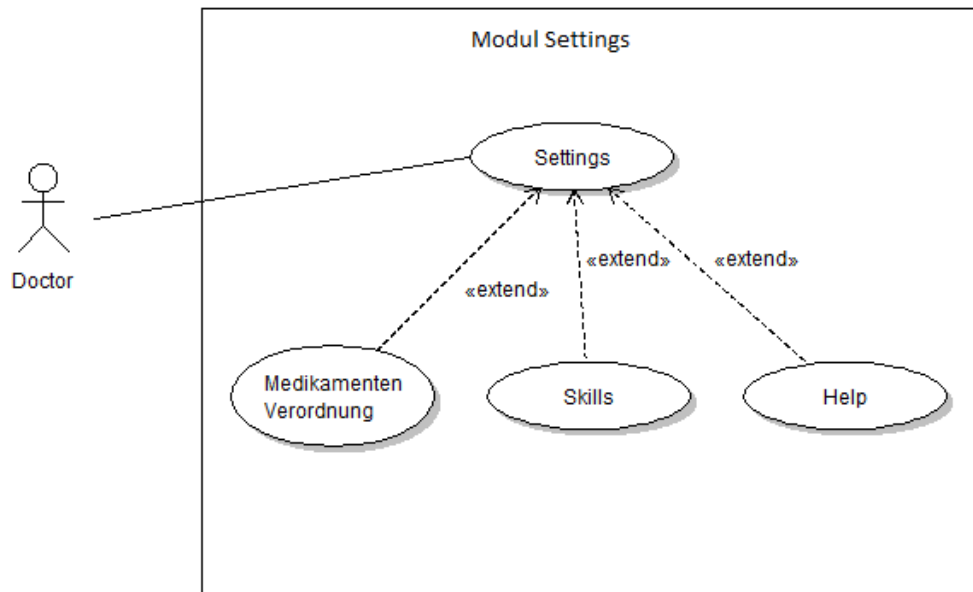 Modul Settings
Settings
Doctor
«extend»
«extend»
«extend»
Medikamenten
Verordnung
Skills
Help